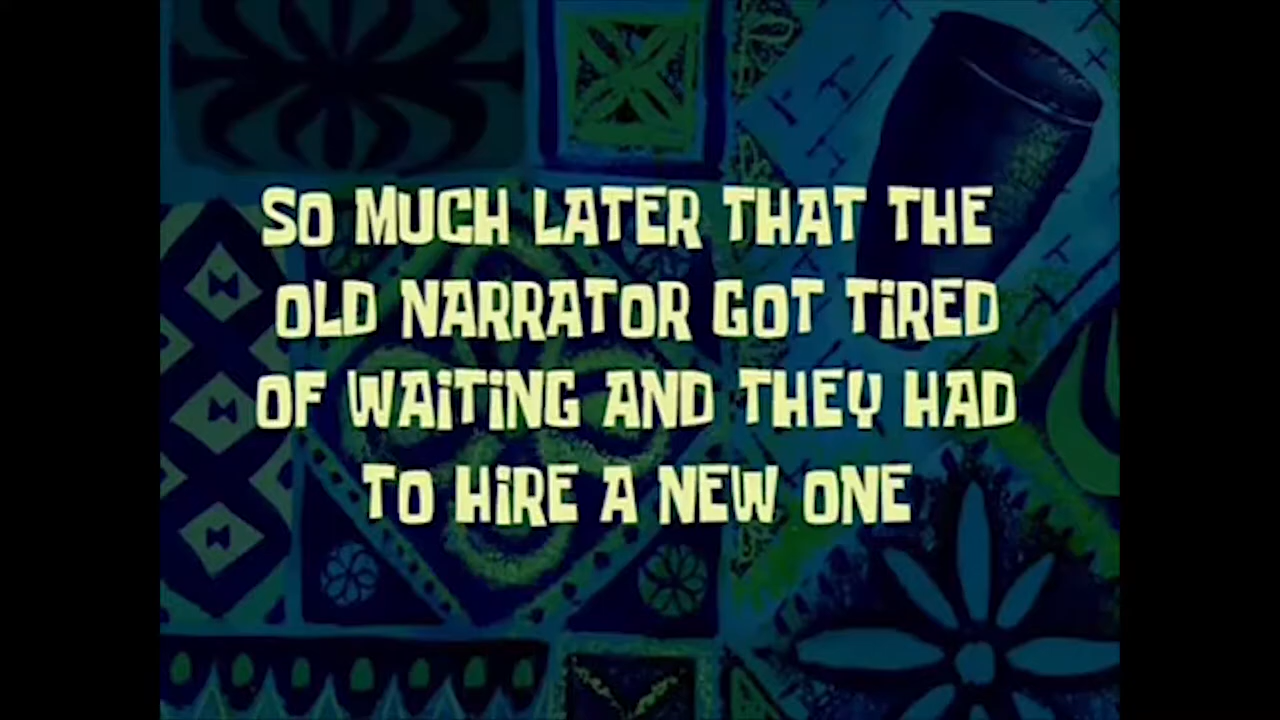 SO MUCH LATER THAT THE
OLD NARRATOR GOT TiRED
OF WAiTiNG AND THEY HAD
TO HiRE A NEW ONE